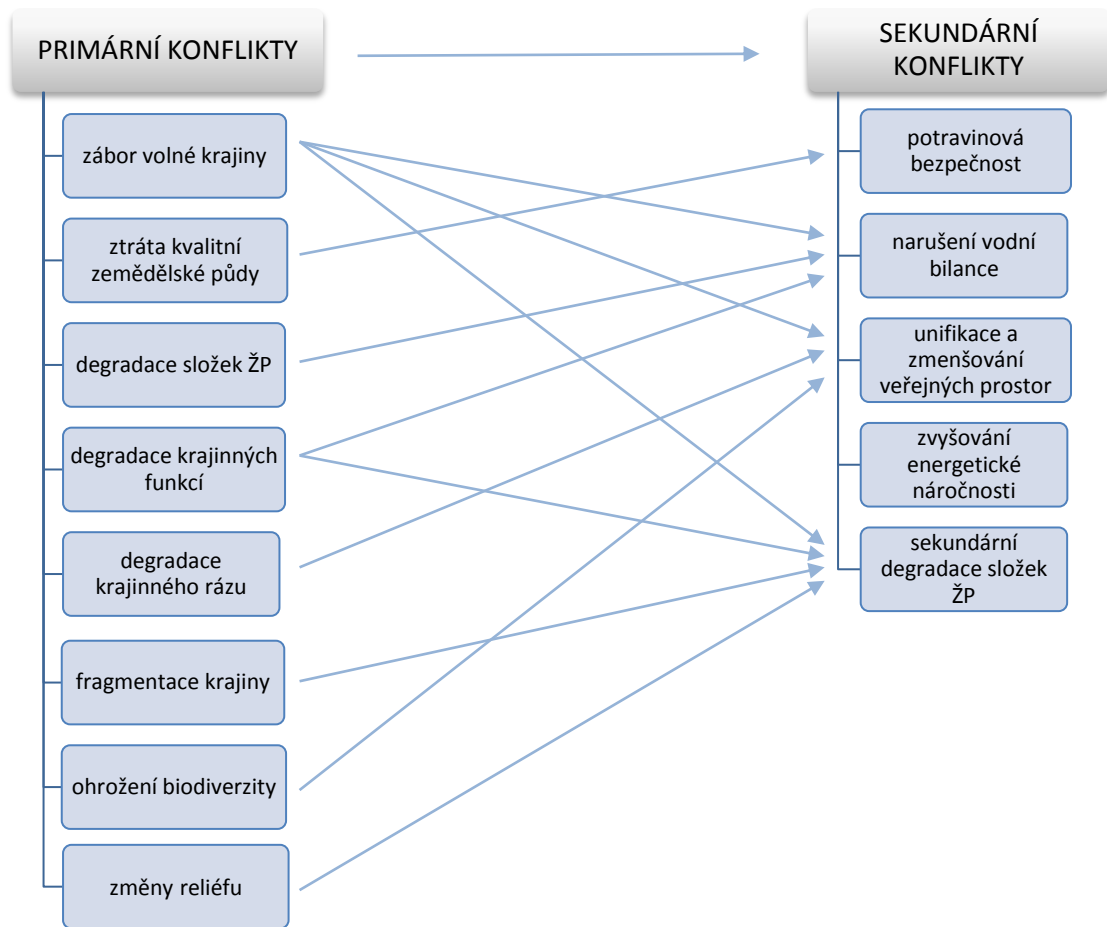 PRIMÁRNÍ KONFLIKTY
zábor volné krajiny
ztráta kvalitní
zemědělské půdy
degradace složek ŽP
degradace krajinných
funkcí
degradace
krajinného rázu
fragmentace krajiny
ohrožení biodiverzity
změny reliéfu
SEKUNDÁRNÍ
KONFLIKTY
potravinová
bezpečnost
narušení vodní
bilance
unifikace a
zmenšování
veřejných prostor
zvyšování
energetické
náročnosti
sekundární
degradace složek
ŽP